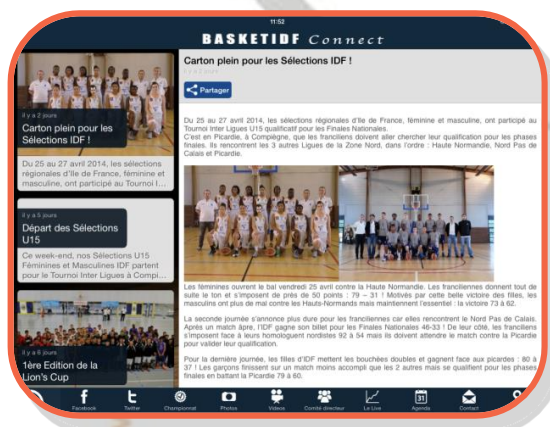 11:52
BASKETIDF Connect
il y a 2 jours
Carton plein pour les
Sélections IDF !
Du 25 au 27 avril 2014, les sélections
régionales d'Ile de France, féminine et
masculine, ont participé au Tournoi I...
il y a 5 jours
Départ des Sélections
U15
Ce week-end, nos Sélections U15
Féminines et Masculines IDF partent
pour le Tournoi Inter Ligues à Compi...
il y a 6 jours
1ère Edition de la
Lion's Cup
Carton plein pour les Sélections IDF !
il y a 2 jours
Partager
Du 25 au 27 avril 2014, les sélections régionales d'Ile de France, féminine et masculine, ont participé au
Tournoi Inter Ligues U15 qualificatif pour les Finales Nationales.
C'est en Picardie, à Compiègne, que les franciliens doivent aller chercher leur qualification pour les phases
finales. Ils rencontrent les 3 autres Ligues de la Zone Nord, dans l'ordre : Haute Normandie, Nord Pas de
Calais et Picardie.
Les féminines ouvrent le bal vendredi 25 avril contre la Haute Normandie. Les franciliennes donnent tout de
suite le ton et s'imposent de près de 50 points : 79 – 31 ! Motivés par cette belle victoire des filles, les
masculins ont plus de mal contre les Hauts-Normands mais maintiennent l'essentiel : la victoire 73 à 62.
La seconde journée s'annonce plus dure pour les franciliennes car elles rencontrent le Nord Pas de Calais.
Après un match âpre, l'IDF gagne son billet pour les Finales Nationales 46-33 ! De leur côté, les franciliens
s'imposent face à leurs homologuent nordistes 92 à 54 mais ils doivent attendre le match contre la Picardie
pour valider leur qualification.
Pour la dernière journée, les filles d'IDF mettent les bouchées doubles et gagnent face aux picardes : 80 à
37 ! Les garçons finissent sur un match moins accompli que les 2 autres mais se qualifient pour les phases
finales en battant la Picardie 79 à 60.
Facebook
Twitter
Championnat
Photos
Videos
Comité directeur
Le Live
31
Agenda
Contact